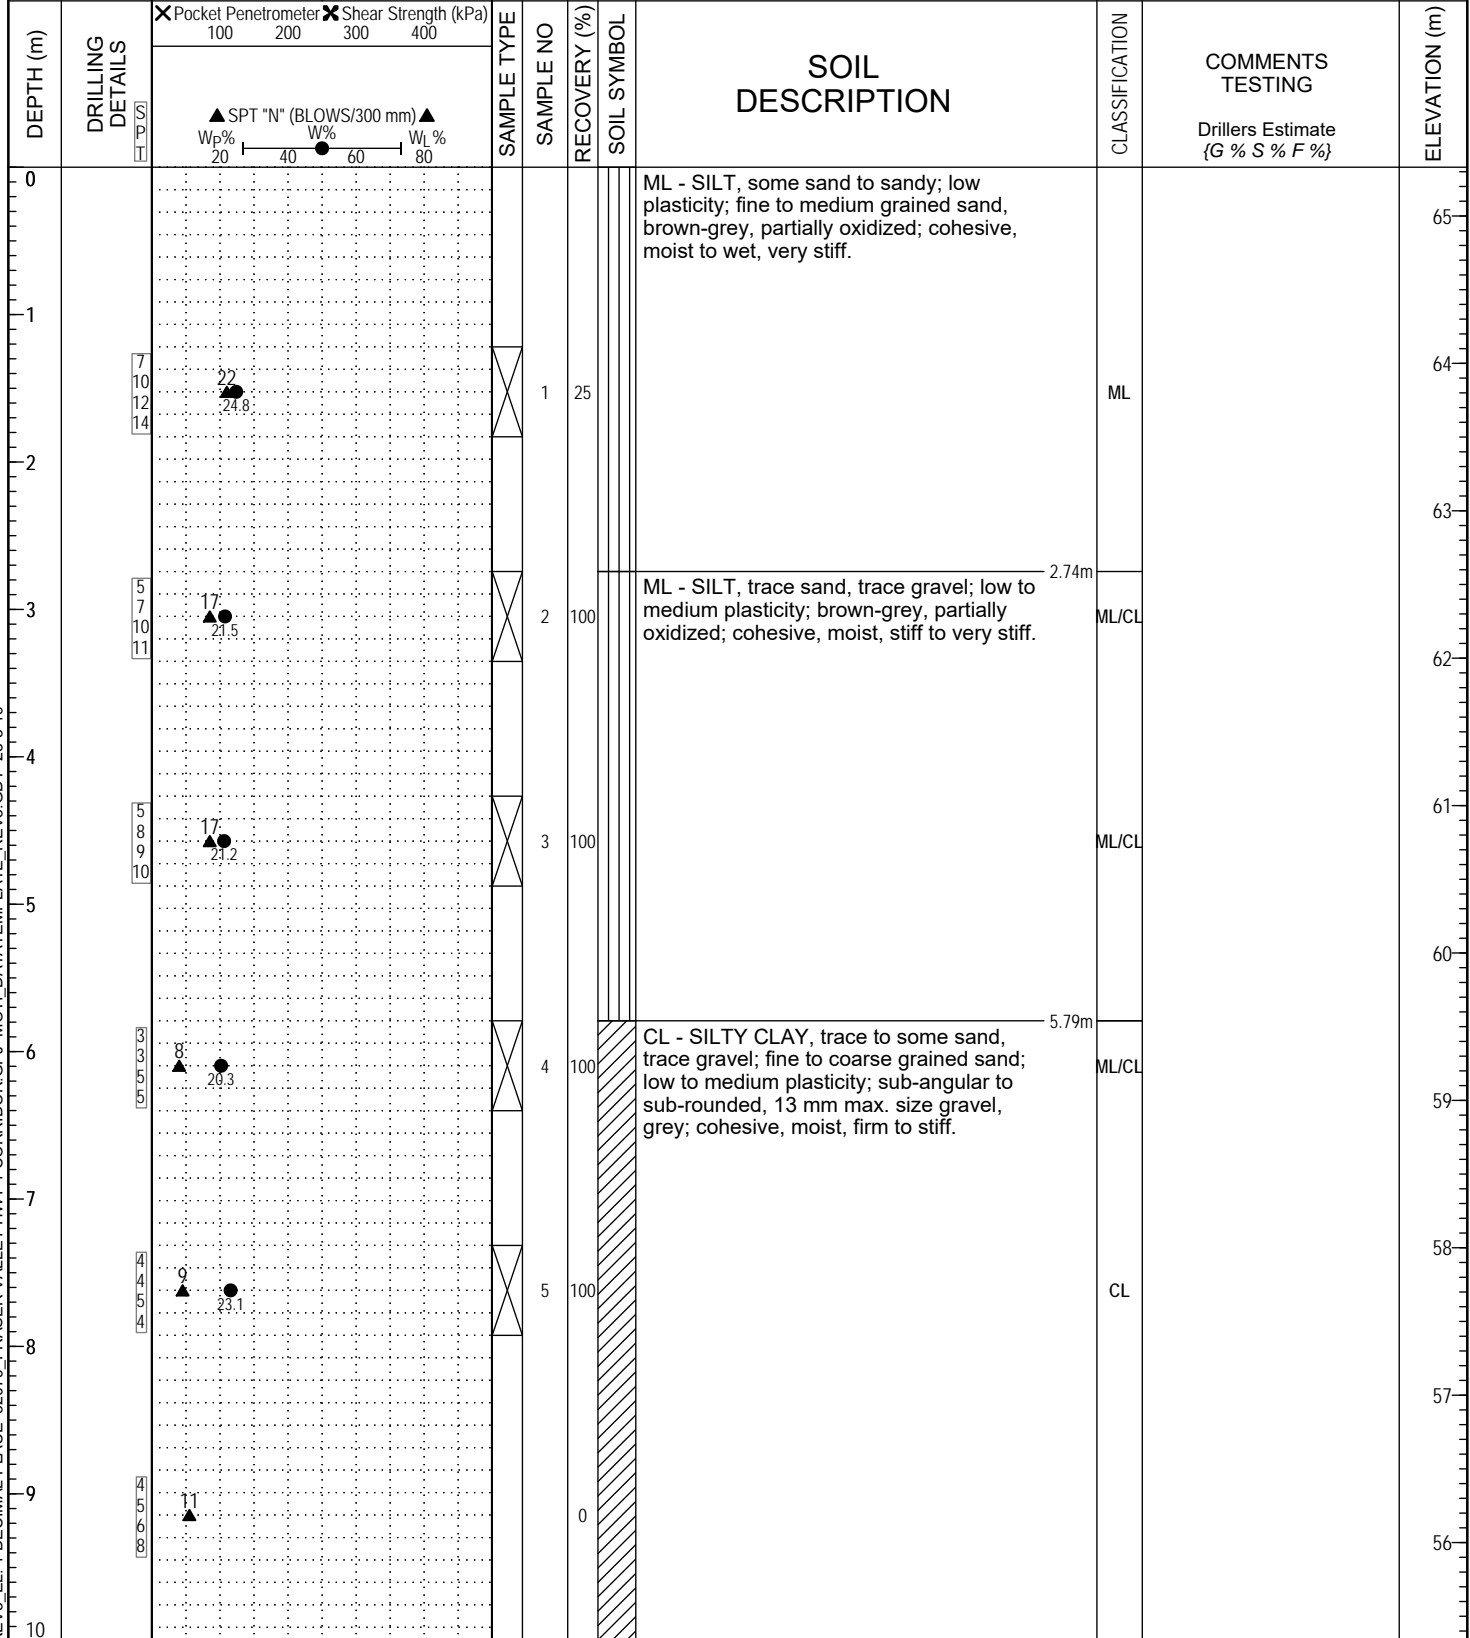 Pocket Penetrometer Shear Strength (kPa)
100 200 300 400
DEPTH (m)
DRILLING
DETAILS
S
P
T
▲ SPT "N" (BLOWS/300 mm) ▲
WP% W% WL%
20 40 60 80
SAMPLE TYPE
SAMPLE NO
RECOVERY (%)
SOIL SYMBOL
SOIL
DESCRIPTION
CLASSIFICATION
COMMENTS
TESTING
Drillers Estimate
{G % S % F %}
ELEVATION (m)
0
ML - SILT, some sand to sandy; low
plasticity; fine to medium grained sand,
brown-grey, partially oxidized; cohesive,
moist to wet, very stiff.
65
1
64
7
10
12
14
22
24.8
1 25 ML
2
63
2.74m
ML - SILT, trace sand, trace gravel; low to
medium plasticity; brown-grey, partially
oxidized; cohesive, moist, stiff to very stiff.
5
7
10
11
17
21.5
2 100 ML/CL
3
62
4
61
5
8
9
10
17
21.2
3 100 ML/CL
5
60
5.79m
CL - SILTY CLAY, trace to some sand,
trace gravel; fine to coarse grained sand;
low to medium plasticity; sub-angular to
sub-rounded, 13 mm max. size gravel,
grey; cohesive, moist, firm to stiff.
3
3
5
5
8
20.3
4 100 ML/CL
6
59
7
58
4
4
5
4
9
23.1
5 100 CL
8
57
9
4
5
6
8
11
0
56
10